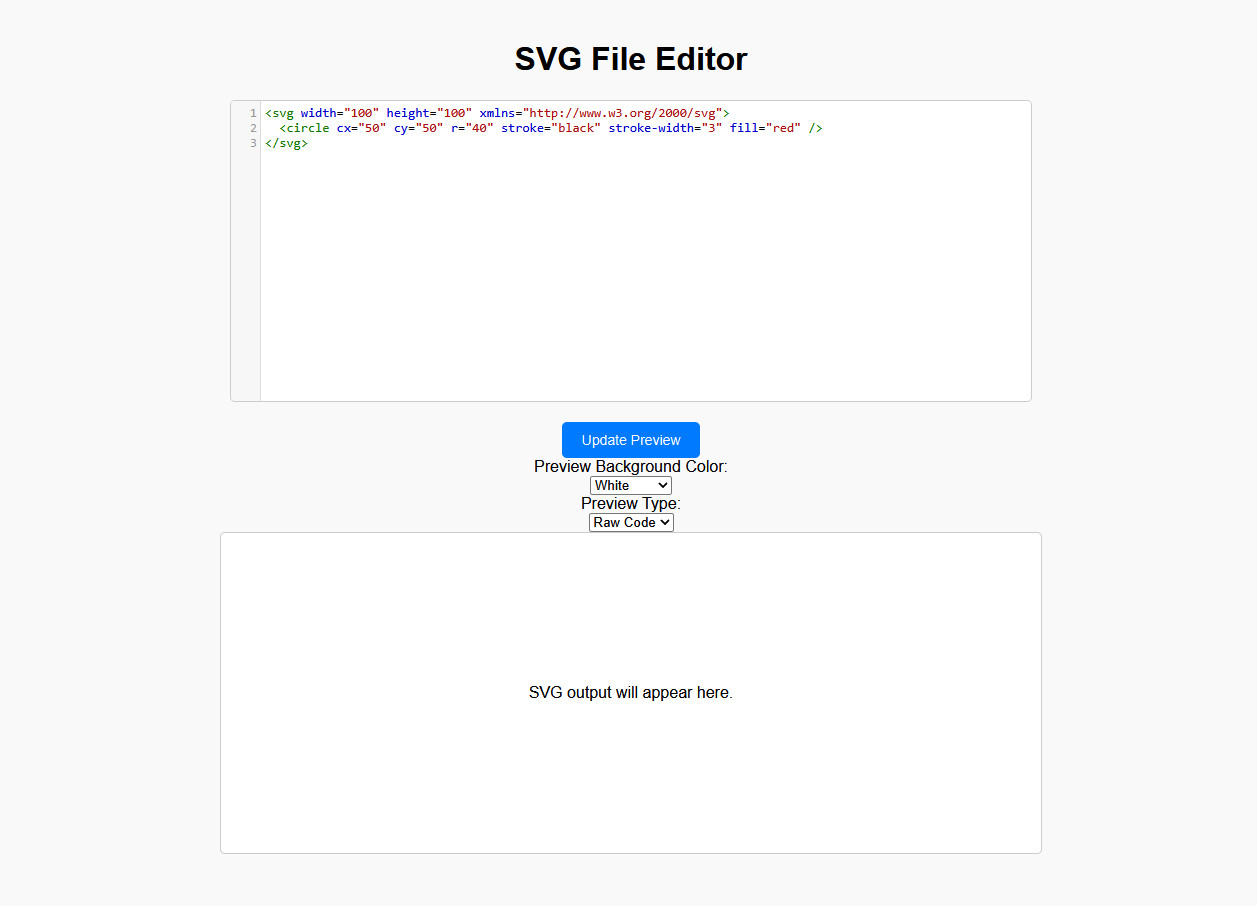 SVG File Editor
1 <svg width="100" height="100" xmlns="http://www.w3.org/2000/svg">
2   <circle cx="50" cy="50" r="40" stroke="black" stroke-width="3" fill="red" />
3 </svg>
Update Preview
Preview Background Color:
White
Preview Type:
Raw Code
SVG output will appear here.